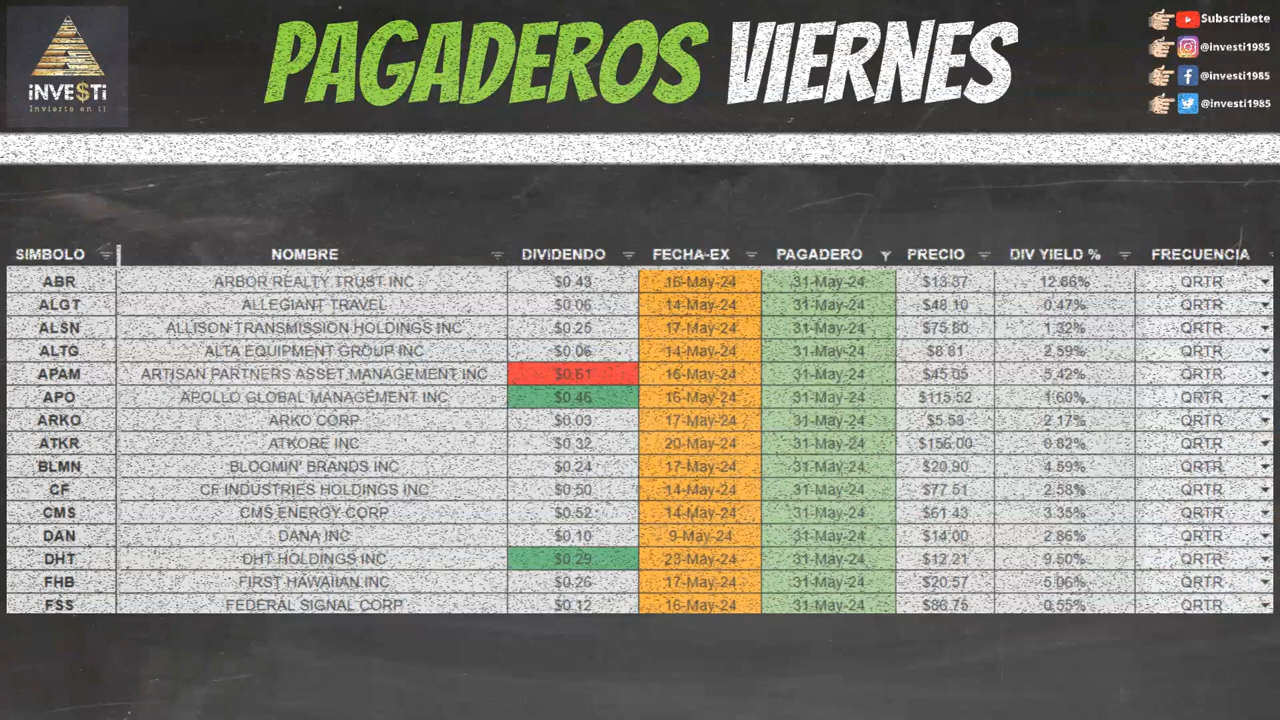 PAGADEROS VIERNES
iNVE$Ti
Invierte en ti
Subscribete
@investi1985
@investi1985
@investi1985
SIMBOLO NOMBRE DIVIDENDO FECHA-EX PAGADERO PRECIO DIV YIELD % FRECUENCIA
ABR ARBOR REALTY TRUST INC $0.43 16-May-24 31-May-24 $13.37 12.86% QRTR
ALGT ALLEGIANT TRAVEL $0.06 14-May-24 31-May-24 $48.10 0.47% QRTR
ALSN ALLISON TRANSMISSION HOLDINGS INC $0.25 17-May-24 31-May-24 $75.80 1.32% QRTR
ALTG ALTA EQUIPMENT GROUP INC $0.06 14-May-24 31-May-24 $8.81 2.59% QRTR
APAM ARTISAN PARTNERS ASSET MANAGEMENT INC $0.61 16-May-24 31-May-24 $45.05 5.42% QRTR
APO APOLLO GLOBAL MANAGEMENT INC $0.46 16-May-24 31-May-24 $115.52 1.60% QRTR
ARKO ARKO CORP $0.03 17-May-24 31-May-24 $5.53 2.17% QRTR
ATKR ATKORE INC $0.32 20-May-24 31-May-24 $156.00 0.82% QRTR
BLMN BLOOMIN' BRANDS INC $0.24 17-May-24 31-May-24 $20.90 4.59% QRTR
CF CF INDUSTRIES HOLDINGS INC $0.50 14-May-24 31-May-24 $77.51 2.58% QRTR
CMS CMS ENERGY CORP $0.52 14-May-24 31-May-24 $61.43 3.35% QRTR
DAN DANA INC $0.10 9-May-24 31-May-24 $14.00 2.86% QRTR
DHT DHT HOLDINGS INC $0.29 23-May-24 31-May-24 $12.21 9.50% QRTR
FHB FIRST HAWAIIAN INC $0.26 17-May-24 31-May-24 $20.57 5.06% QRTR
FSS FEDERAL SIGNAL CORP $0.12 16-May-24 31-May-24 $86.75 0.55% QRTR